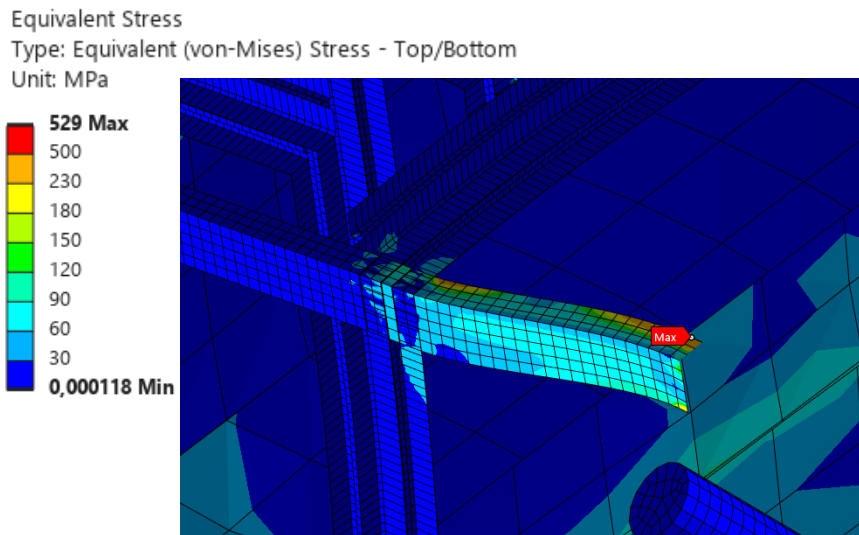 Equivalent Stress
Type: Equivalent (von-Mises) Stress - Top/Bottom
Unit: MPa
529 Max
500
230
180
150
120
90
60
30
0,000118 Min
Max